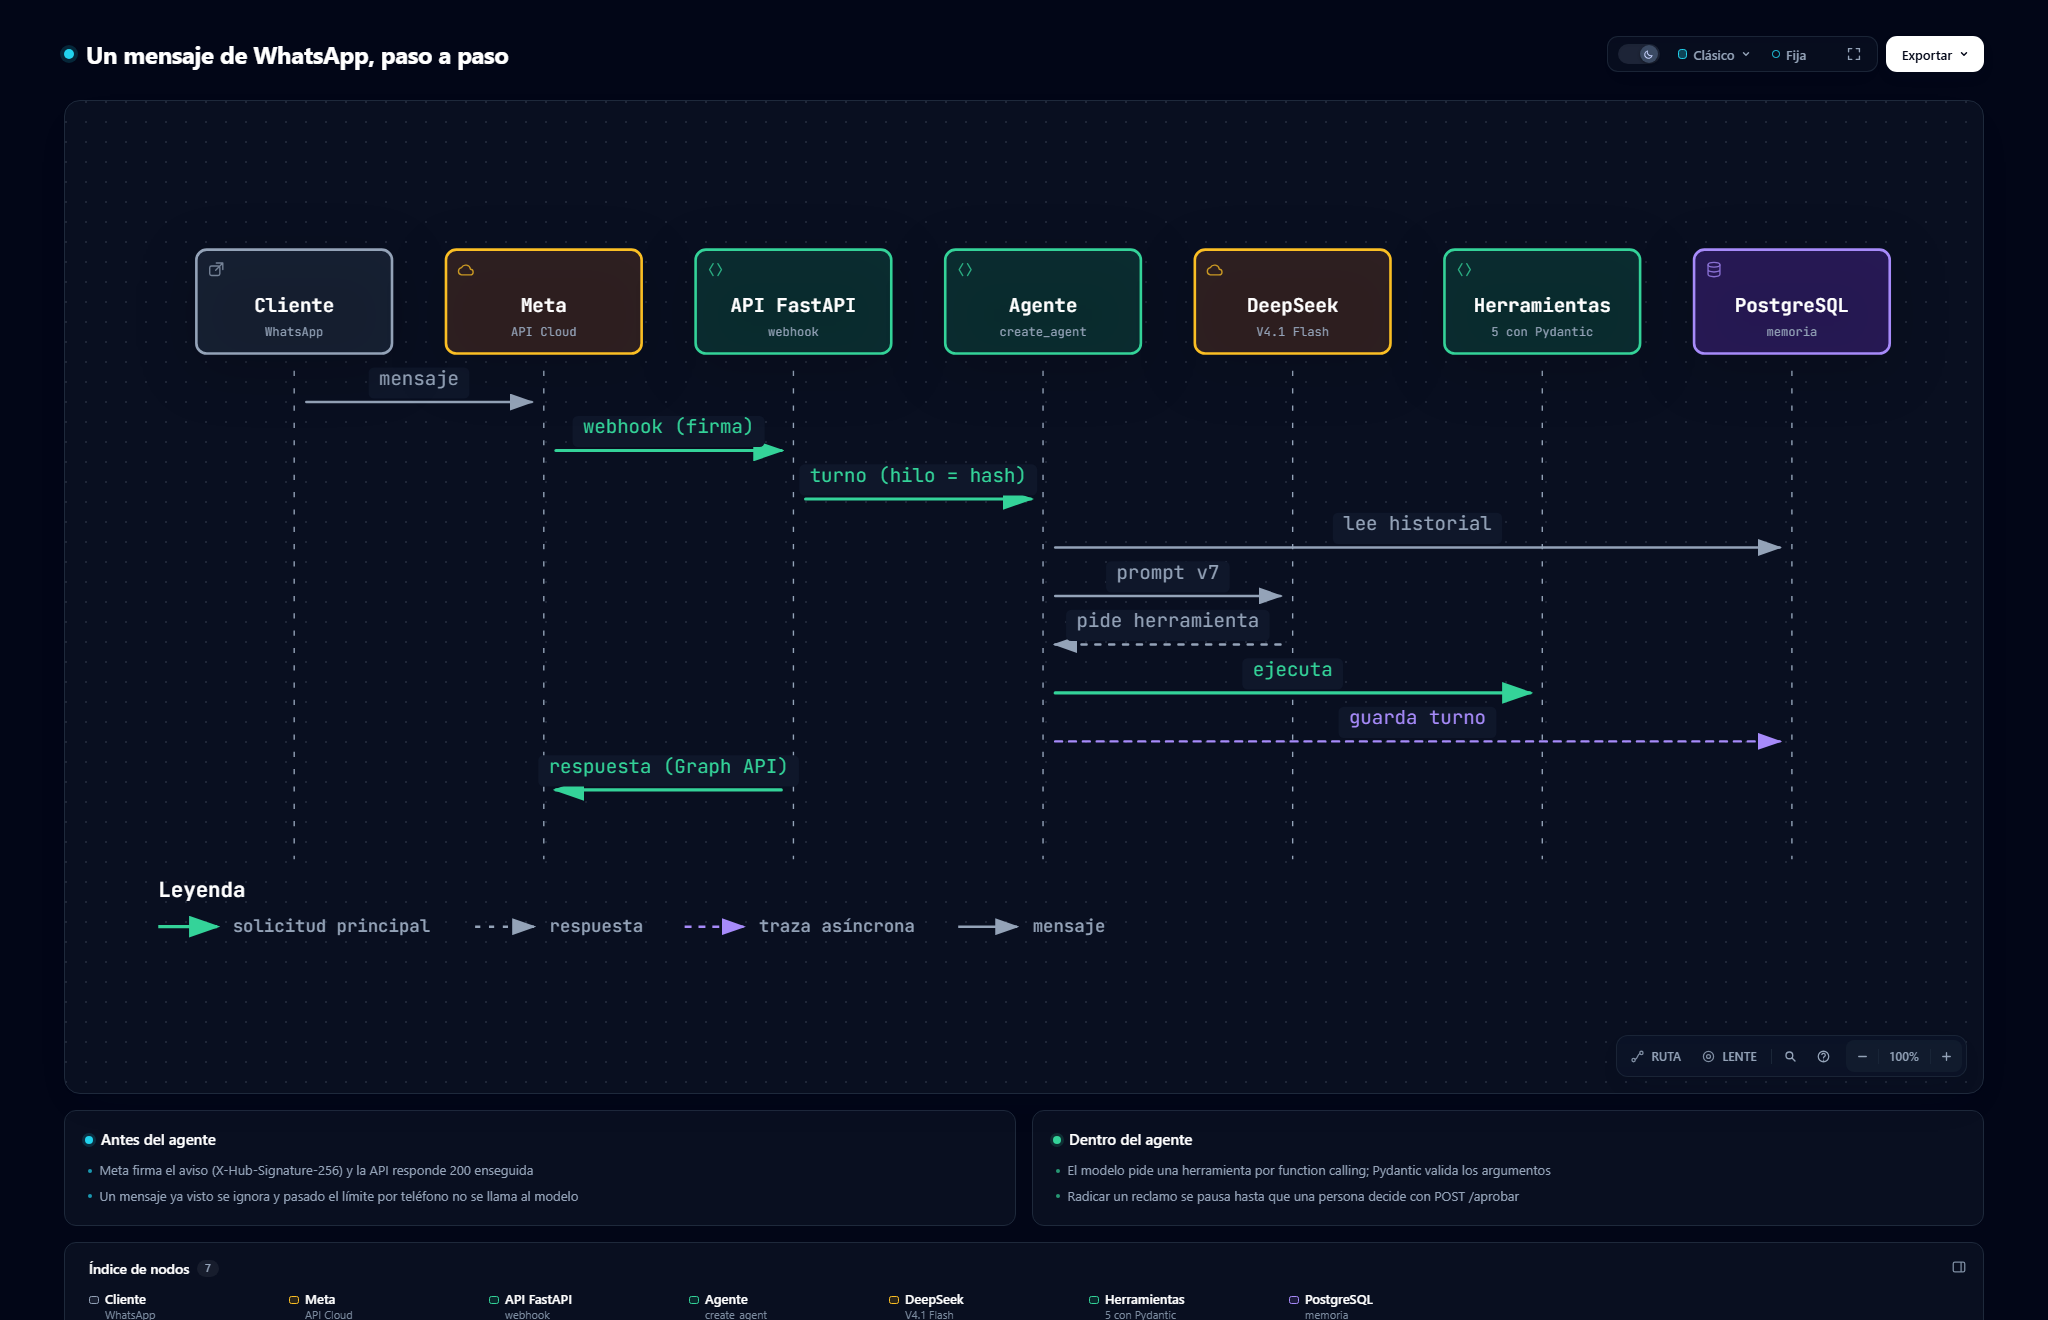 Un mensaje de WhatsApp, paso a paso
Clásico
Fija
Exportar
Cliente
WhatsApp
Meta
API Cloud
API FastAPI
webhook
Agente
create_agent
DeepSeek
V4.1 Flash
Herramientas
5 con Pydantic
PostgreSQL
memoria
mensaje
webhook (firma)
turno (hilo = hash)
lee historial
prompt v7
pide herramienta
ejecuta
guarda turno
respuesta (Graph API)
Leyenda
solicitud principal
respuesta
traza asíncrona
mensaje
RUTA
LENTE
100%
Antes del agente
Meta firma el aviso (X-Hub-Signature-256) y la API responde 200 enseguida
Un mensaje ya visto se ignora y pasado el límite por teléfono no se llama al modelo
Dentro del agente
El modelo pide una herramienta por function calling; Pydantic valida los argumentos
Radicar un reclamo se pausa hasta que una persona decide con POST /aprobar
Índice de nodos 7
Cliente
WhatsApp
Meta
API Cloud
API FastAPI
webhook
Agente
create_agent
DeepSeek
V4.1 Flash
Herramientas
5 con Pydantic
PostgreSQL
memoria